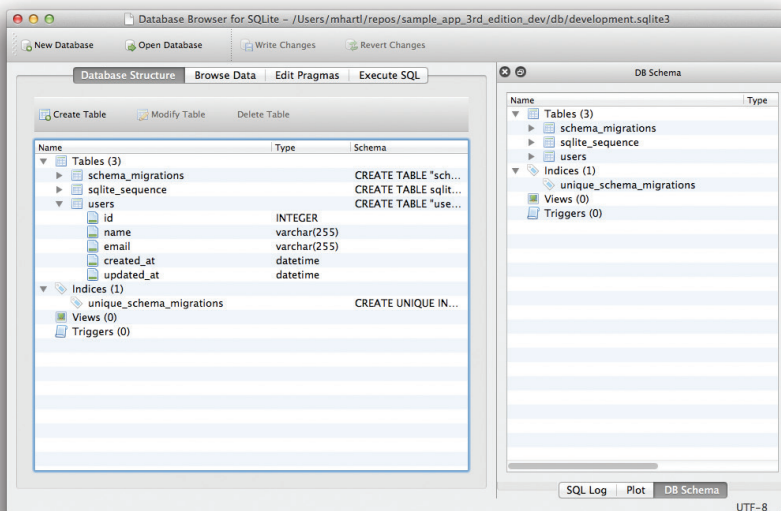 Database Browser for SQLite - /Users/mhartl/repos/sample_app_3rd_edition_dev/db/development.sqlite3
New Database Open Database Write Changes Revert Changes
Database Structure Browse Data Edit Pragmas Execute SQL
Create Table Modify Table Delete Table
Name Type Schema
Tables (3)
schema_migrations CREATE TABLE "sch...
sqlite_sequence CREATE TABLE sqlit...
users CREATE TABLE "use...
id INTEGER
name varchar(255)
email varchar(255)
created_at datetime
updated_at datetime
Indices (1)
unique_schema_migrations CREATE UNIQUE IN...
Views (0)
Triggers (0)
DB Schema
Name Type
Tables (3)
schema_migrations
sqlite_sequence
users
Indices (1)
unique_schema_migrations
Views (0)
Triggers (0)
SQL Log Plot DB Schema
UTF-8